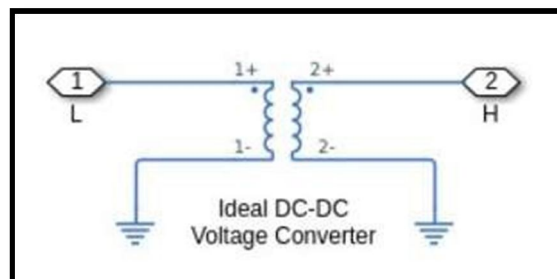 1+ 2+
1 2
L H
1- 2-
Ideal DC-DC
Voltage Converter